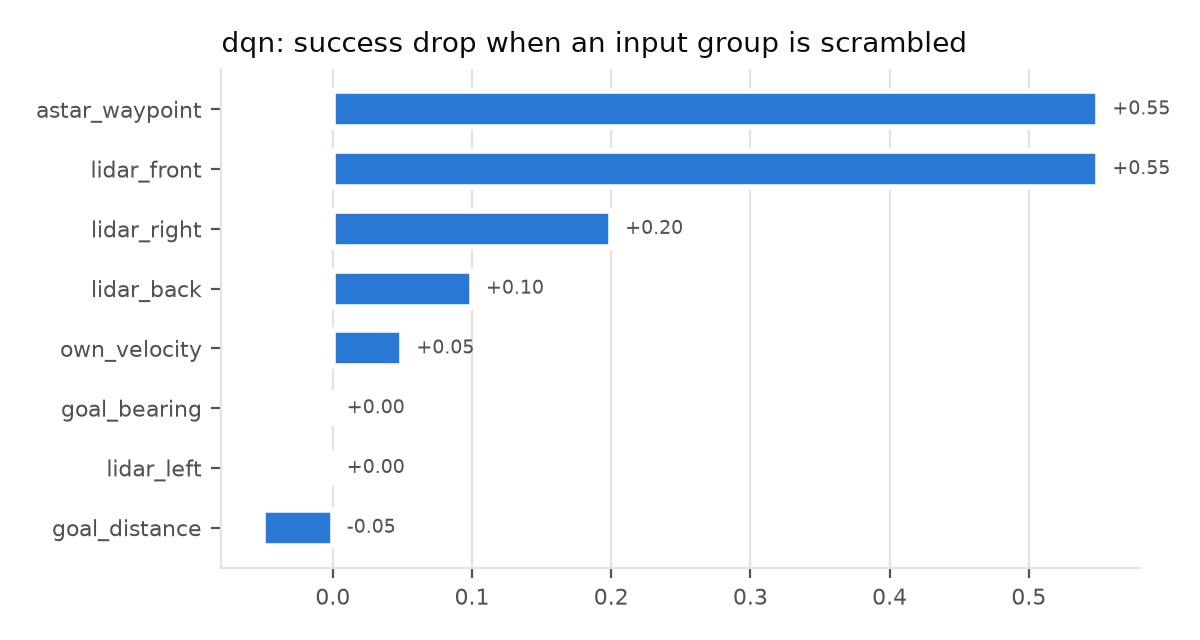 dqn: success drop when an input group is scrambled
astar_waypoint +0.55
lidar_front +0.55
lidar_right +0.20
lidar_back +0.10
own_velocity +0.05
goal_bearing +0.00
lidar_left +0.00
goal_distance -0.05
0.0 0.1 0.2 0.3 0.4 0.5